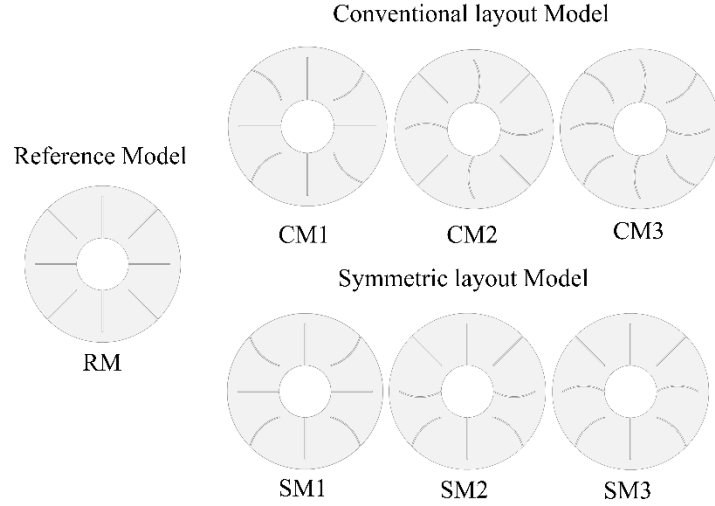 Conventional layout Model
CM1 CM2 CM3
Reference Model
RM
Symmetric layout Model
SM1 SM2 SM3